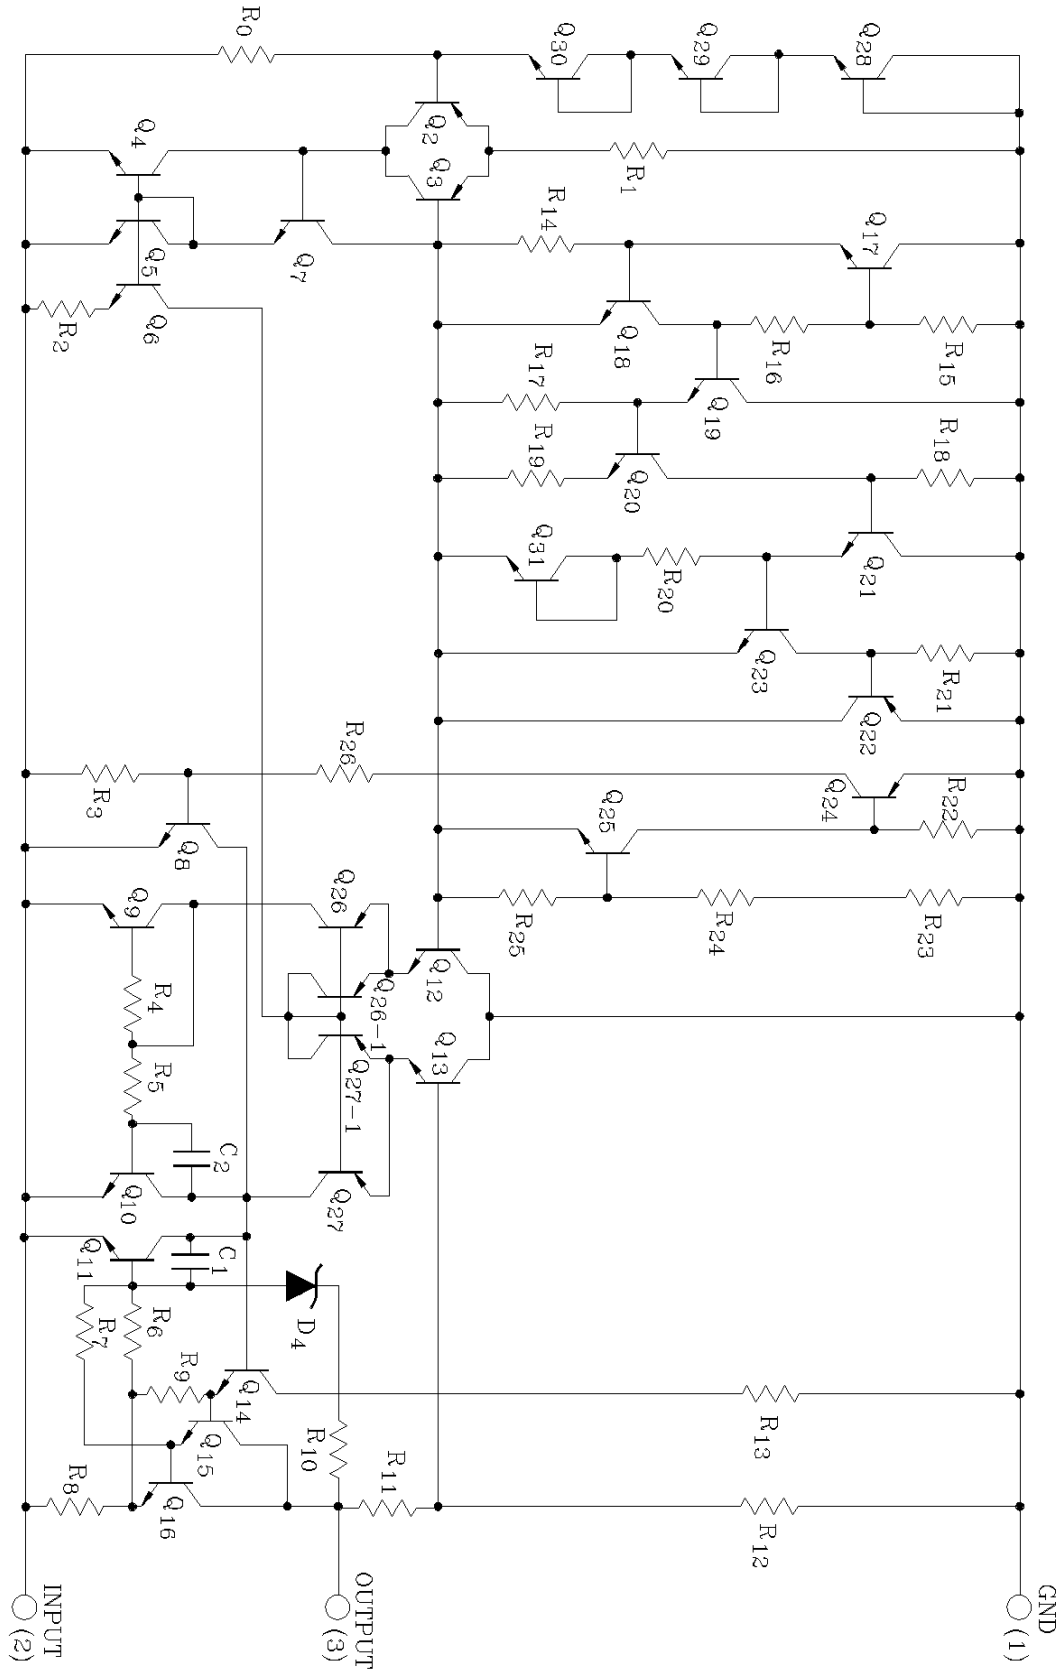 GND
(1)
R15
R18
R21
R22
R23
Q28
Q17
Q21
Q22
Q24
R16
R13
R12
Q23
R24
Q29
Q19
R20
R1
Q18
Q20
Q25
Q30
R14
R17
R19
Q31
R25
Q2
Q3
Q12
Q13
R11
Q26-1
Q27-1
R26
Q26
Q27
OUTPUT
(3)
D4
R10
Q7
R0
C2
C1
Q14
Q15
Q8
R9
Q16
Q4
Q5
Q6
Q9
R4
R5
Q10
R6
R3
R7
Q11
R2
R8
INPUT
(2)